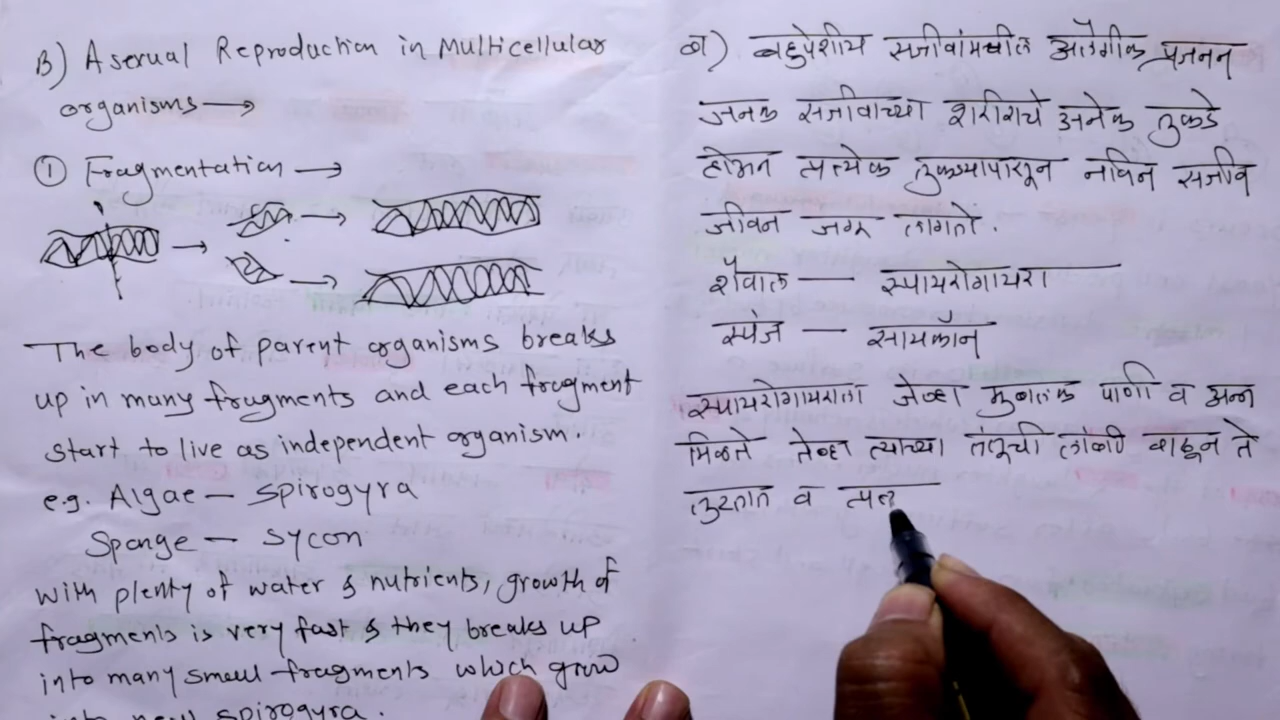 B) Asexual Reproduction in Multicellular
organisms →
① Fragmentation →
The body of parent organisms breaks
up in many fragments and each fragment
start to live as independent organism.
e.g. Algae – Spirogyra
Sponge – Sycon
with plenty of water & nutrients, growth of
fragments is very fast & they breaks up
into many small fragments which grow
into new spirogyra.
ब) बहुपेशीय सजीवांमधील अलैंगीक प्रजनन
जनक सजीवाच्या शरीराचे अनेक तुकडे
होऊन प्रत्येक तुकड्यापासून नविन सजीव
जीवन जगू लागतो.
शैवाल — स्पायरोगायरा
स्पंज — सायकॉन
स्पायरोगायराला जेव्हा मुबलक पाणी व अन्न
मिळते तेव्हा त्याच्या तंतूची लांबी वाढून ते
तुटतात व